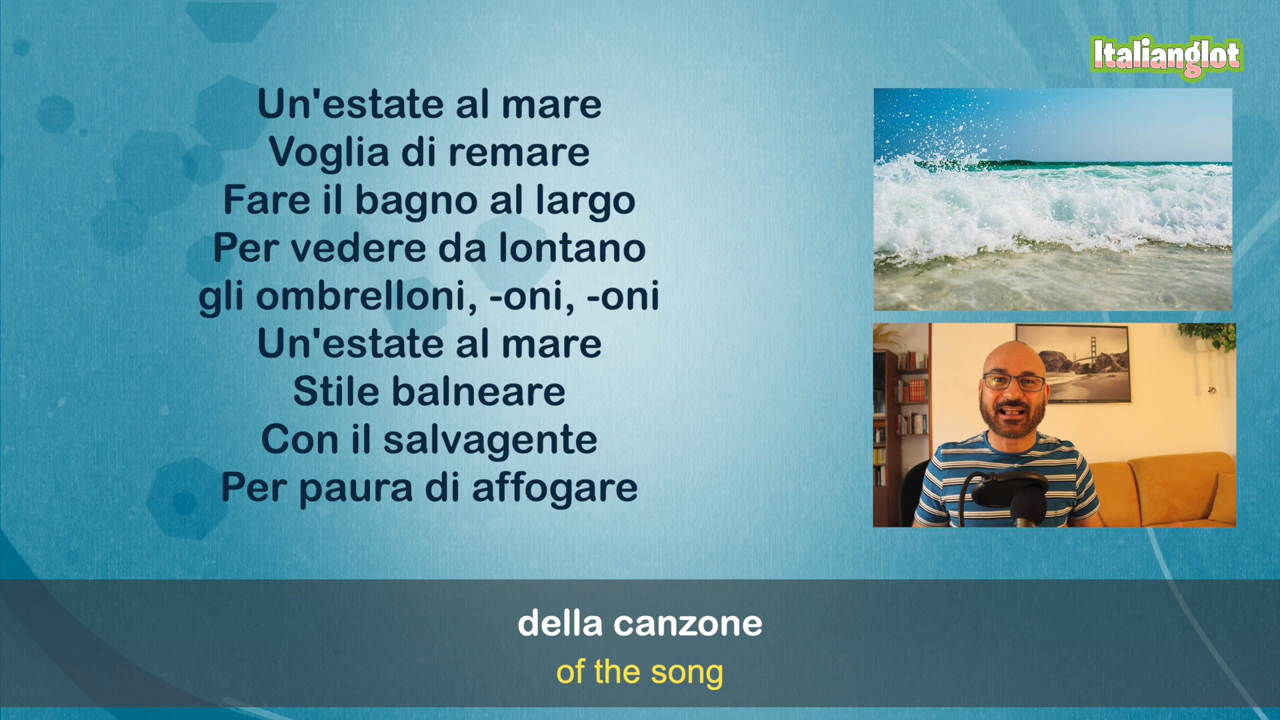 Italianglot
Un'estate al mare
Voglia di remare
Fare il bagno al largo
Per vedere da lontano
gli ombrelloni, -oni, -oni
Un'estate al mare
Stile balneare
Con il salvagente
Per paura di affogare
della canzone
of the song